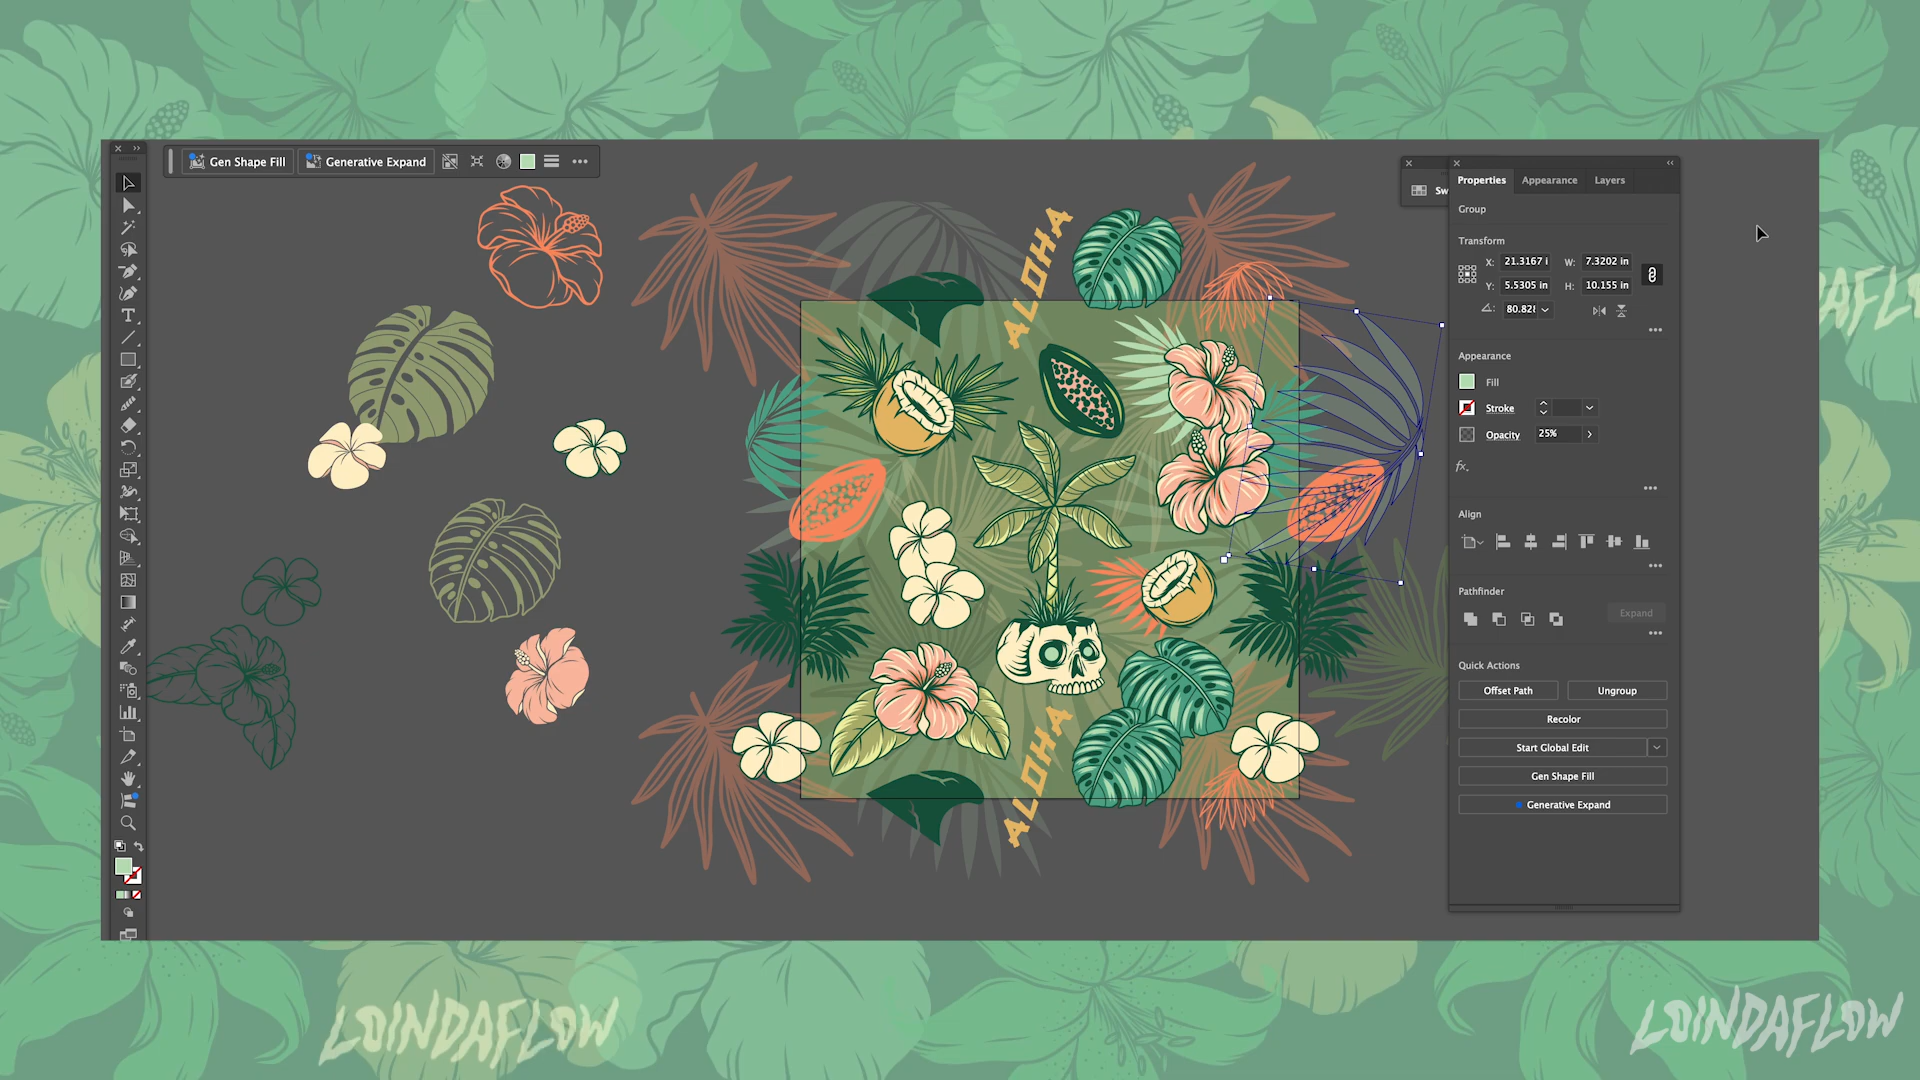 Gen Shape Fill
Generative Expand
ALOHA
ALOHA
Sw
Properties
Appearance
Layers
Group
Transform
X: 21.3167 i
W: 7.3202 in
Y: 5.5305 in
H: 10.155 in
80.828
Appearance
Fill
Stroke
Opacity
25%
fx.
Align
Pathfinder
Expand
Quick Actions
Offset Path
Ungroup
Recolor
Start Global Edit
Gen Shape Fill
Generative Expand
LOINDAFLOW
LOINDAFLOW